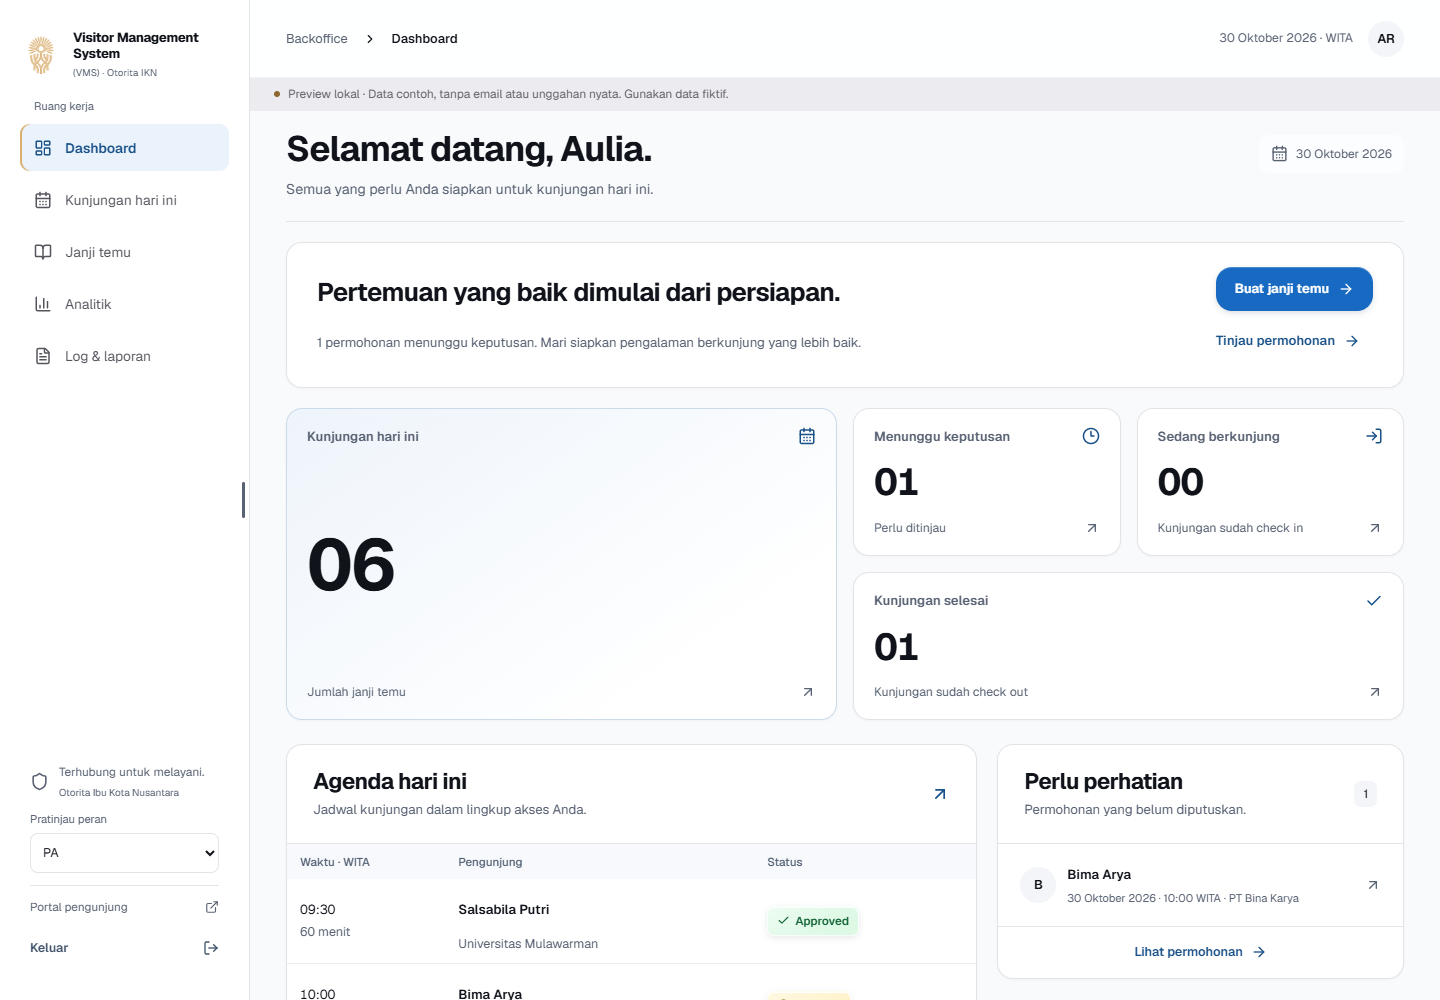 Visitor Management
System
(VMS) · Otorita IKN
Ruang kerja
Dashboard
Kunjungan hari ini
Janji temu
Analitik
Log & laporan
Terhubung untuk melayani.
Otorita Ibu Kota Nusantara
Pratinjau peran
PA
Portal pengunjung
Keluar
Backoffice
Dashboard
30 Oktober 2026 · WITA
AR
Preview lokal · Data contoh, tanpa email atau unggahan nyata. Gunakan data fiktif.
Selamat datang, Aulia.
Semua yang perlu Anda siapkan untuk kunjungan hari ini.
30 Oktober 2026
Pertemuan yang baik dimulai dari persiapan.
1 permohonan menunggu keputusan. Mari siapkan pengalaman berkunjung yang lebih baik.
Buat janji temu
Tinjau permohonan
Kunjungan hari ini
06
Jumlah janji temu
Menunggu keputusan
01
Perlu ditinjau
Sedang berkunjung
00
Kunjungan sudah check in
Kunjungan selesai
01
Kunjungan sudah check out
Agenda hari ini
Jadwal kunjungan dalam lingkup akses Anda.
Waktu · WITA
Pengunjung
Status
09:30
60 menit
Salsabila Putri
Universitas Mulawarman
Approved
10:00
Bima Arya
Perlu perhatian
Permohonan yang belum diputuskan.
1
B
Bima Arya
30 Oktober 2026 · 10:00 WITA · PT Bina Karya
Lihat permohonan